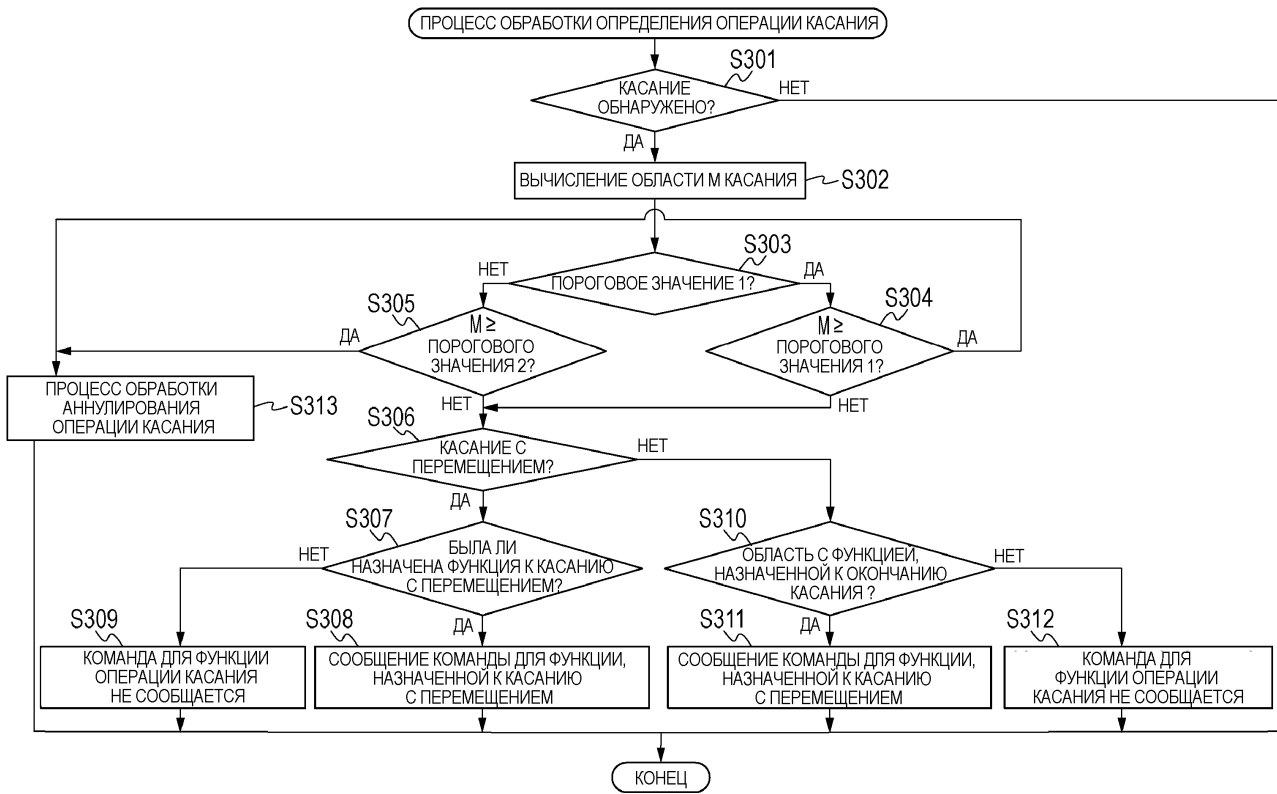 ПРОЦЕСС ОБРАБОТКИ ОПРЕДЕЛЕНИЯ ОПЕРАЦИИ КАСАНИЯ
S301
КАСАНИЕ
ОБНАРУЖЕНО?
НЕТ
ДА
ВЫЧИСЛЕНИЕ ОБЛАСТИ М КАСАНИЯ
S302
S303
НЕТ
ПОРОГОВОЕ ЗНАЧЕНИЕ 1?
ДА
S305
S304
ДА
М ≥
ПОРОГОВОГО
ЗНАЧЕНИЯ 2?
М ≥
ПОРОГОВОГО
ЗНАЧЕНИЯ 1?
ДА
ПРОЦЕСС ОБРАБОТКИ
АННУЛИРОВАНИЯ
ОПЕРАЦИИ КАСАНИЯ
S313
НЕТ
НЕТ
S306
КАСАНИЕ С
ПЕРЕМЕЩЕНИЕМ?
НЕТ
ДА
S307
НЕТ
БЫЛА ЛИ
НАЗНАЧЕНА ФУНКЦИЯ К КАСАНИЮ
С ПЕРЕМЕЩЕНИЕМ?
ДА
S310
ОБЛАСТЬ С ФУНКЦИЕЙ,
НАЗНАЧЕННОЙ К ОКОНЧАНИЮ
КАСАНИЯ ?
НЕТ
ДА
S309
КОМАНДА ДЛЯ ФУНКЦИИ
ОПЕРАЦИИ КАСАНИЯ
НЕ СООБЩАЕТСЯ
S308
СООБЩЕНИЕ КОМАНДЫ ДЛЯ ФУНКЦИИ,
НАЗНАЧЕННОЙ К КАСАНИЮ
С ПЕРЕМЕЩЕНИЕМ
S311
СООБЩЕНИЕ КОМАНДЫ ДЛЯ ФУНКЦИИ,
НАЗНАЧЕННОЙ К КАСАНИЮ
С ПЕРЕМЕЩЕНИЕМ
S312
КОМАНДА ДЛЯ
ФУНКЦИИ ОПЕРАЦИИ
КАСАНИЯ НЕ СООБЩАЕТСЯ
КОНЕЦ